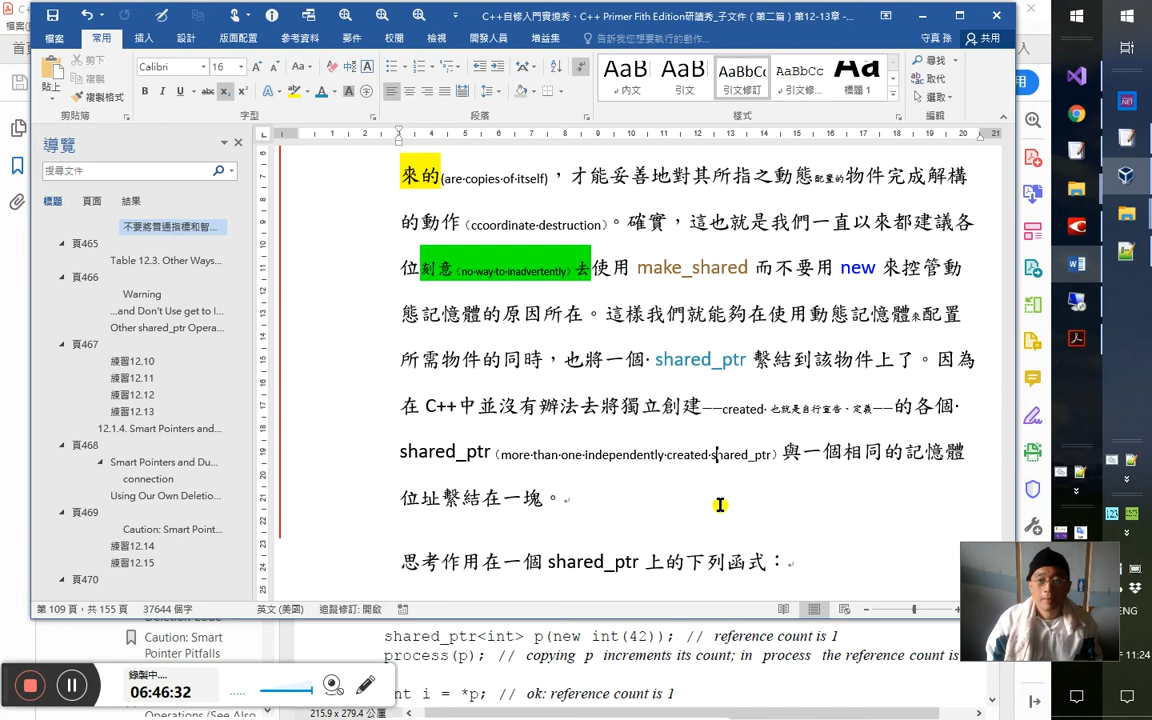 C++自修入門實境秀、C++ Primer Fith Edition研讀秀_子文件（第二篇）第12-13章 -...
檔案 常用 插入 設計 版面配置 參考資料 郵件 校閱 檢視 開發人員 增益集 告訴我您想要執行的動作... 守真 孫 共用
剪下
複製
貼上
複製格式
剪貼簿
Calibri 16
字型
段落
AaBb AaBb AaBbCc AaBbCc AaBb
內文 引文 引文修訂 引文修... 標題 1
樣式
尋找
取代
選取
編輯
導覽
搜尋文件
標題 頁面 結果
不要將普通指標和智...
頁465
Table 12.3. Other Ways...
頁466
Warning
...and Don't Use get to I...
Other shared_ptr Opera...
頁467
練習12.10
練習12.11
練習12.12
練習12.13
12.1.4. Smart Pointers and...
頁468
Smart Pointers and Du...
connection
Using Our Own Deletio...
頁469
Caution: Smart Point...
練習12.14
練習12.15
頁470
來的(are·copies·of·itself)，才能妥善地對其所指之動態配置的物件完成解構
的動作（ccoordinate·destruction）。確實，這也就是我們一直以來都建議各
位刻意（no·way·to·inadvertently）去使用 make_shared 而不要用 new 來控管動
態記憶體的原因所在。這樣我們就能夠在使用動態記憶體來配置
所需物件的同時，也將一個· shared_ptr 繫結到該物件上了。因為
在 C++中並沒有辦法去將獨立創建──created· 也就是自行宣告、定義──的各個·
shared_ptr（more·than·one·independently·created·shared_ptr）與一個相同的記憶體
位址繫結在一塊。
思考作用在一個 shared_ptr 上的下列函式：
第 109 頁，共 155 頁 37644 個字 英文 (美國) 追蹤修訂: 開啟
Caution: Smart
Pointer Pitfalls
Operations (See Also
shared_ptr<int> p(new int(42)); // reference count is 1
process(p); // copying p increments its count; in process the reference count is
int i = *p; // ok: reference count is 1
215.9 x 279.4 公釐
錄製中...
06:46:32
ENG
11:24